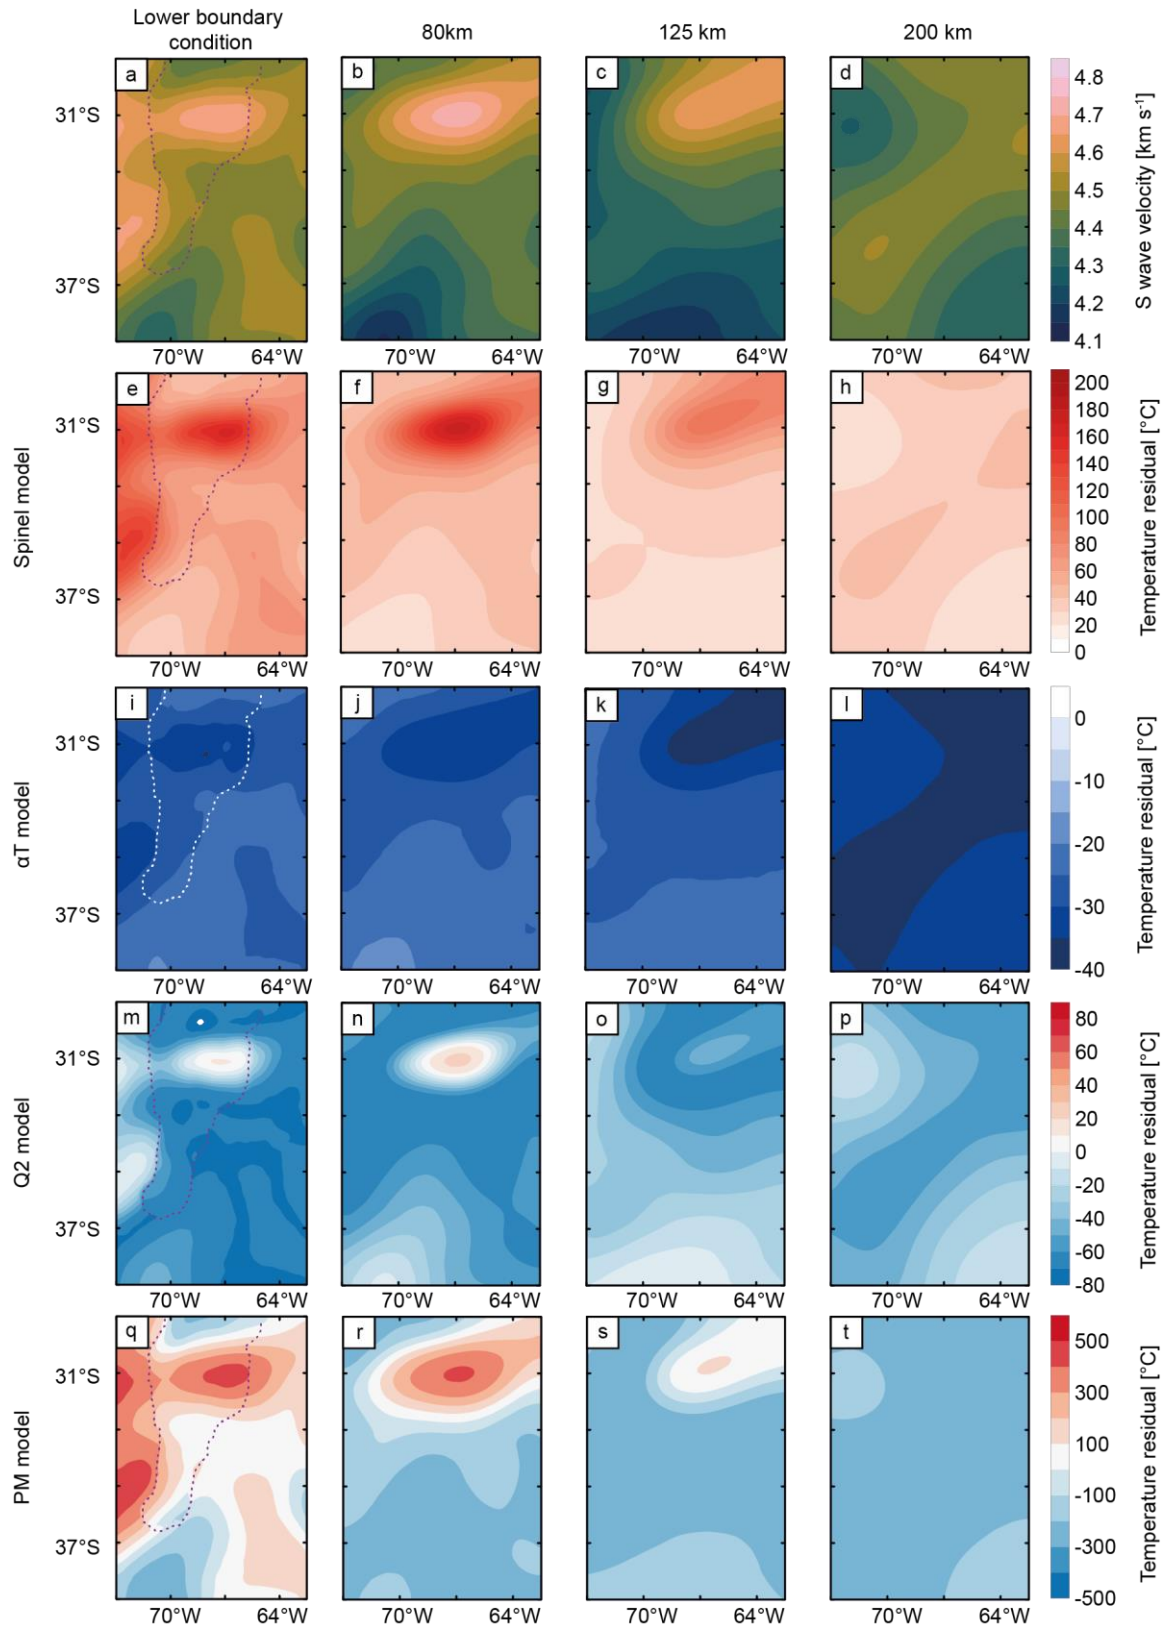 Lower boundary
condition
80km
125 km
200 km
a
b
c
d
31°S
37°S
70°W
64°W
70°W
64°W
70°W
64°W
70°W
64°W
4.8
4.7
4.6
4.5
4.4
4.3
4.2
4.1
S wave velocity [km s⁻¹]
Spinel model
e
f
g
h
31°S
37°S
70°W
64°W
70°W
64°W
70°W
64°W
70°W
64°W
200
180
160
140
120
100
80
60
40
20
0
Temperature residual [°C]
αT model
i
j
k
l
31°S
37°S
70°W
64°W
70°W
64°W
70°W
64°W
70°W
64°W
0
-10
-20
-30
-40
Temperature residual [°C]
Q2 model
m
n
o
p
31°S
37°S
70°W
64°W
70°W
64°W
70°W
64°W
70°W
64°W
80
60
40
20
0
-20
-40
-60
-80
Temperature residual [°C]
PM model
q
r
s
t
31°S
37°S
70°W
64°W
70°W
64°W
70°W
64°W
70°W
64°W
500
300
100
-100
-300
-500
Temperature residual [°C]